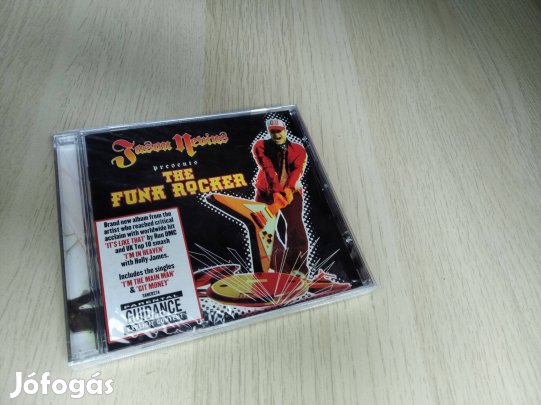 Jason Nevins
presents
THE
FUNK ROCKER
Brand new album from the
artist who reached critical
acclaim with worldwide hit
'IT'S LIKE THAT' by Run DMC
and UK Top 10 smash
'I'M IN HEAVEN'
with Holly James.
Includes the singles
'I'M THE MAIN MAN'
& 'GIT MONEY'
PARENTAL
GUIDANCE
EXPLICIT CONTENT
Jófogás